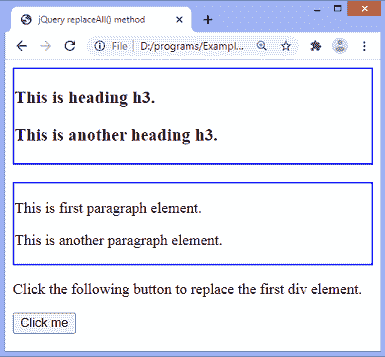 jQuery replaceAll() method
File D:/programs/Exampl...
This is heading h3.
This is another heading h3.
This is first paragraph element.
This is another paragraph element.
Click the following button to replace the first div element.
Click me